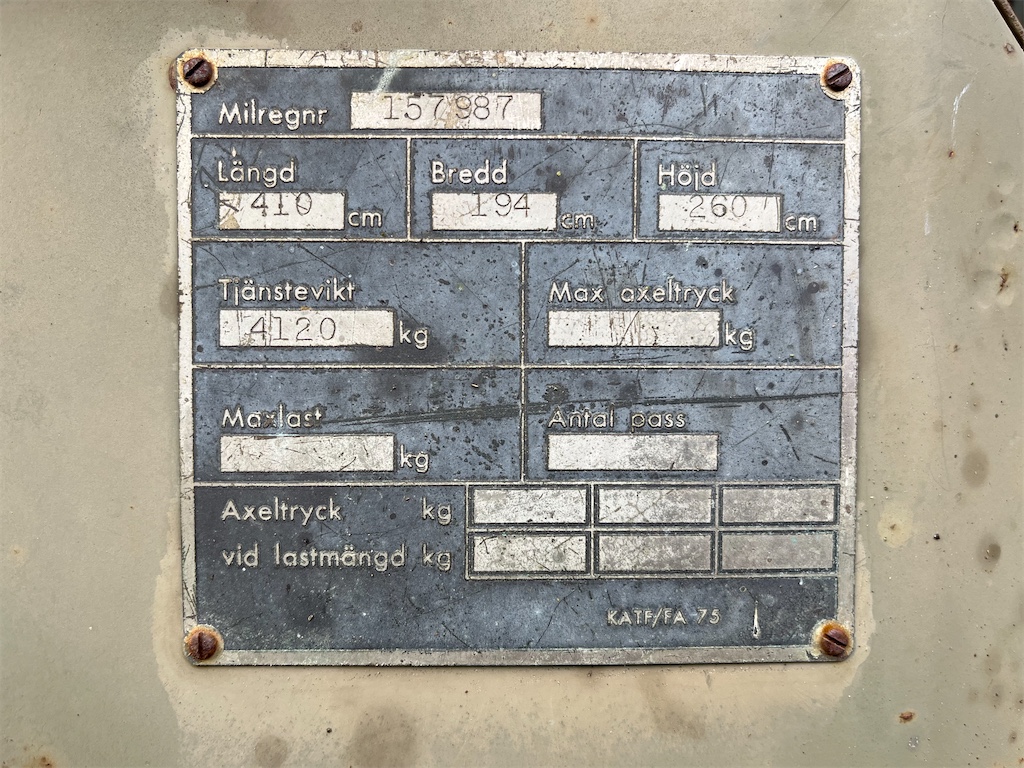 Milregnr 157987
Längd Bredd Höjd
410 cm 194 cm 260 cm
Tjänstevikt Max axeltryck
4120 kg kg
Maxlast Antal pass
kg
Axeltryck kg
vid lastmängd kg
KATF/FA 75